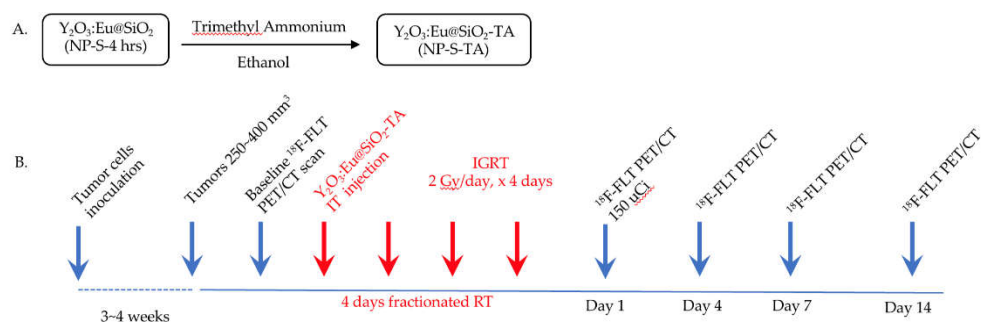 A.
Y₂O₃:Eu@SiO₂
(NP-S-4 hrs)
Trimethyl Ammonium
Ethanol
Y₂O₃:Eu@SiO₂-TA
(NP-S-TA)
B.
Tumor cells
inoculation
Tumors 250~400 mm³
Baseline ¹⁸F-FLT
PET/CT scan
Y₂O₃:Eu@SiO₂-TA
IT injection
IGRT
2 Gy/day, x 4 days
¹⁸F-FLT PET/CT
150 uCi
¹⁸F-FLT PET/CT
¹⁸F-FLT PET/CT
¹⁸F-FLT PET/CT
3~4 weeks
4 days fractionated RT
Day 1
Day 4
Day 7
Day 14